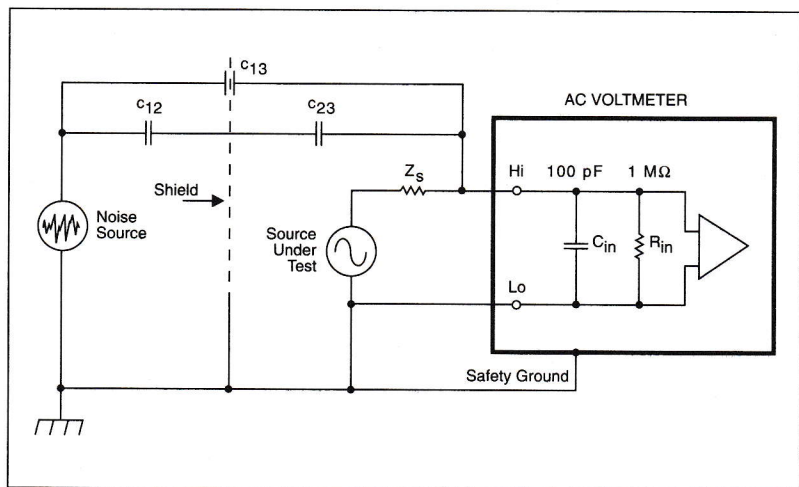 C13
C12
C23
AC VOLTMETER
Zs
Hi 100 pF 1 MΩ
Shield
Noise
Source
Source
Under
Test
Cin
Rin
Lo
Safety Ground